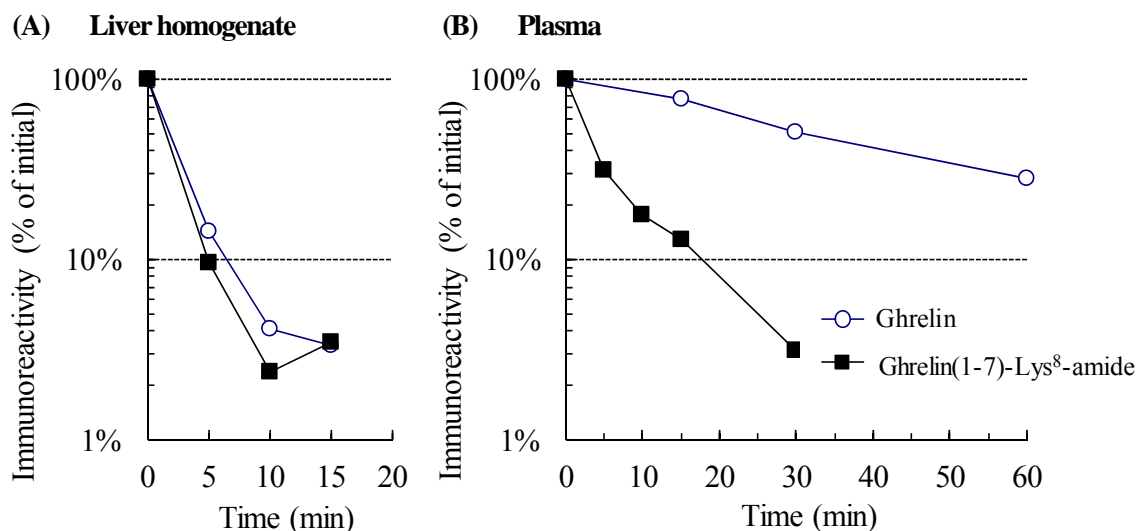 (A) Liver homogenate
Immunoreactivity (% of initial)
100%
10%
1%
0 5 10 15 20
Time (min)
(B) Plasma
Immunoreactivity (% of initial)
100%
10%
1%
0 10 20 30 40 50 60
Time (min)
Ghrelin
Ghrelin(1-7)-Lys⁸-amide